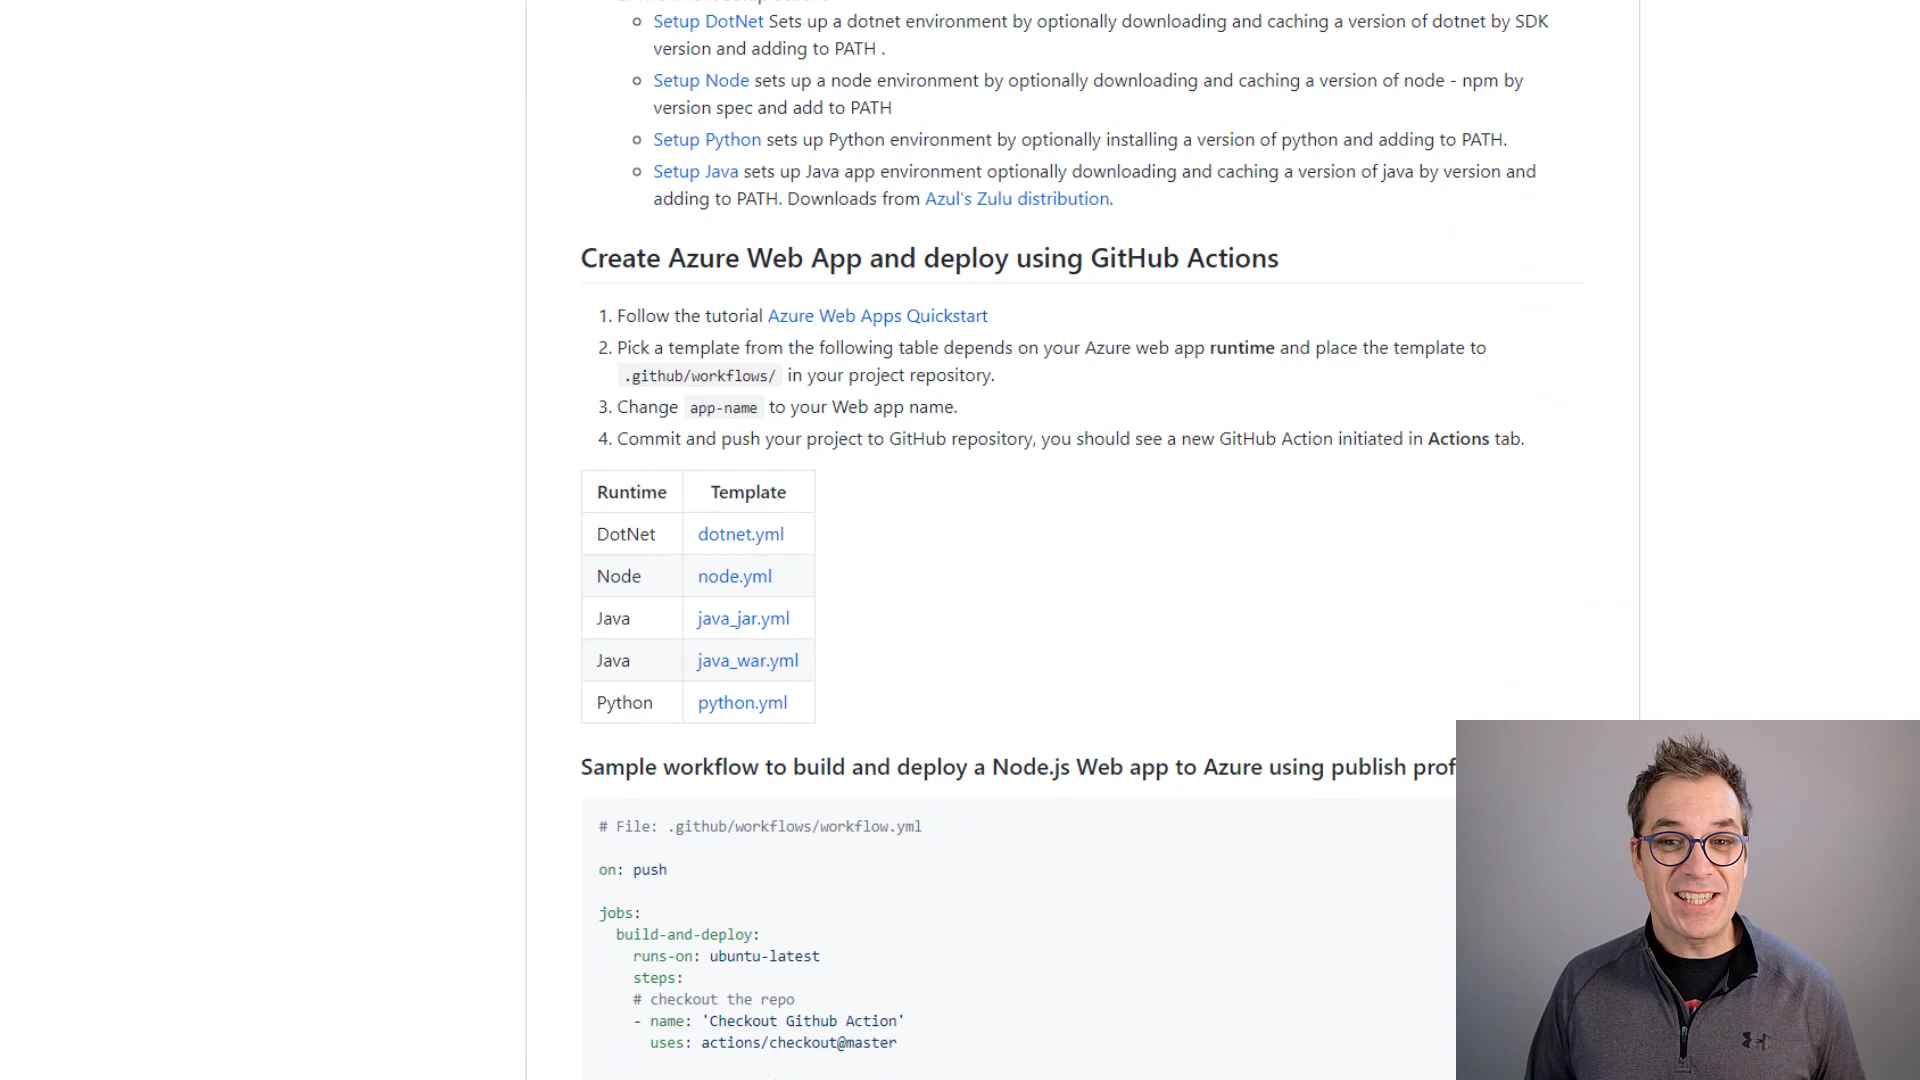 Setup DotNet Sets up a dotnet environment by optionally downloading and caching a version of dotnet by SDK
version and adding to PATH .
Setup Node sets up a node environment by optionally downloading and caching a version of node - npm by
version spec and add to PATH
Setup Python sets up Python environment by optionally installing a version of python and adding to PATH.
Setup Java sets up Java app environment optionally downloading and caching a version of java by version and
adding to PATH. Downloads from Azul's Zulu distribution.
Create Azure Web App and deploy using GitHub Actions
1. Follow the tutorial Azure Web Apps Quickstart
2. Pick a template from the following table depends on your Azure web app runtime and place the template to
.github/workflows/ in your project repository.
3. Change app-name to your Web app name.
4. Commit and push your project to GitHub repository, you should see a new GitHub Action initiated in Actions tab.
Runtime Template
DotNet dotnet.yml
Node node.yml
Java java_jar.yml
Java java_war.yml
Python python.yml
Sample workflow to build and deploy a Node.js Web app to Azure using publish prof
# File: .github/workflows/workflow.yml
on: push
jobs:
build-and-deploy:
runs-on: ubuntu-latest
steps:
# checkout the repo
- name: 'Checkout Github Action'
uses: actions/checkout@master